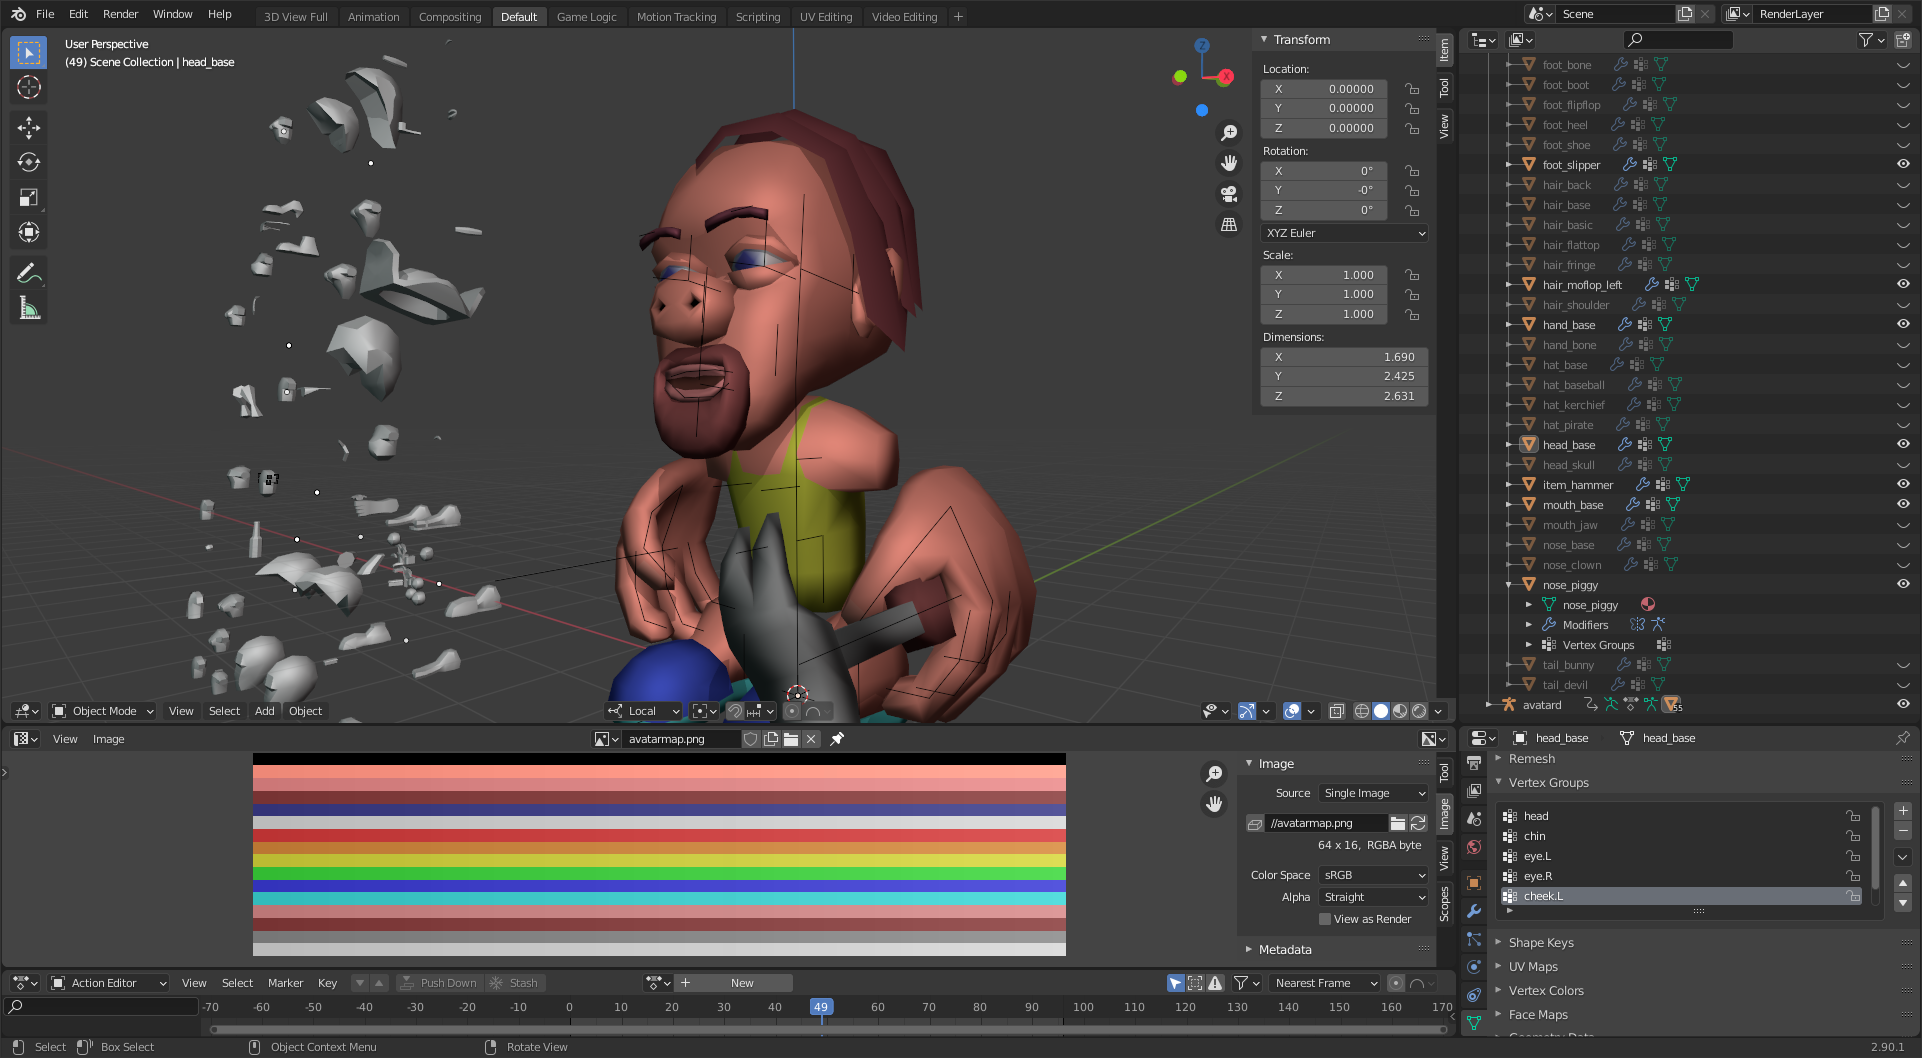 File Edit Render Window Help
3D View Full Animation Compositing Default Game Logic Motion Tracking Scripting UV Editing Video Editing +
Scene
RenderLayer
User Perspective
(49) Scene Collection | head_base
Z
X
Transform
Location:
X 0.00000
Y 0.00000
Z 0.00000
Rotation:
X 0°
Y -0°
Z 0°
XYZ Euler
Scale:
X 1.000
Y 1.000
Z 1.000
Dimensions:
X 1.690
Y 2.425
Z 2.631
Item
Tool
View
foot_bone
foot_boot
foot_flipflop
foot_heel
foot_shoe
foot_slipper
hair_back
hair_base
hair_basic
hair_flattop
hair_fringe
hair_moflop_left
hair_shoulder
hand_base
hand_bone
hat_base
hat_baseball
hat_kerchief
hat_pirate
head_base
head_skull
item_hammer
mouth_base
mouth_jaw
nose_base
nose_clown
nose_piggy
nose_piggy
Modifiers
Vertex Groups
tail_bunny
tail_devil
avatard 55
Object Mode View Select Add Object
Local
View Image
avatarmap.png
Image
Source Single Image
//avatarmap.png
64 x 16, RGBA byte
Color Space sRGB
Alpha Straight
View as Render
Metadata
Tool
Image
View
Scopes
head_base head_base
Remesh
Vertex Groups
head
chin
eye.L
eye.R
cheek.L
Shape Keys
UV Maps
Vertex Colors
Face Maps
Action Editor View Select Marker Key Push Down Stash
New
Nearest Frame
-70 -60 -50 -40 -30 -20 -10 0 10 20 30 40 49 60 70 80 90 100 110 120 130 140 150 160 170
Select Box Select Object Context Menu Rotate View
2.90.1